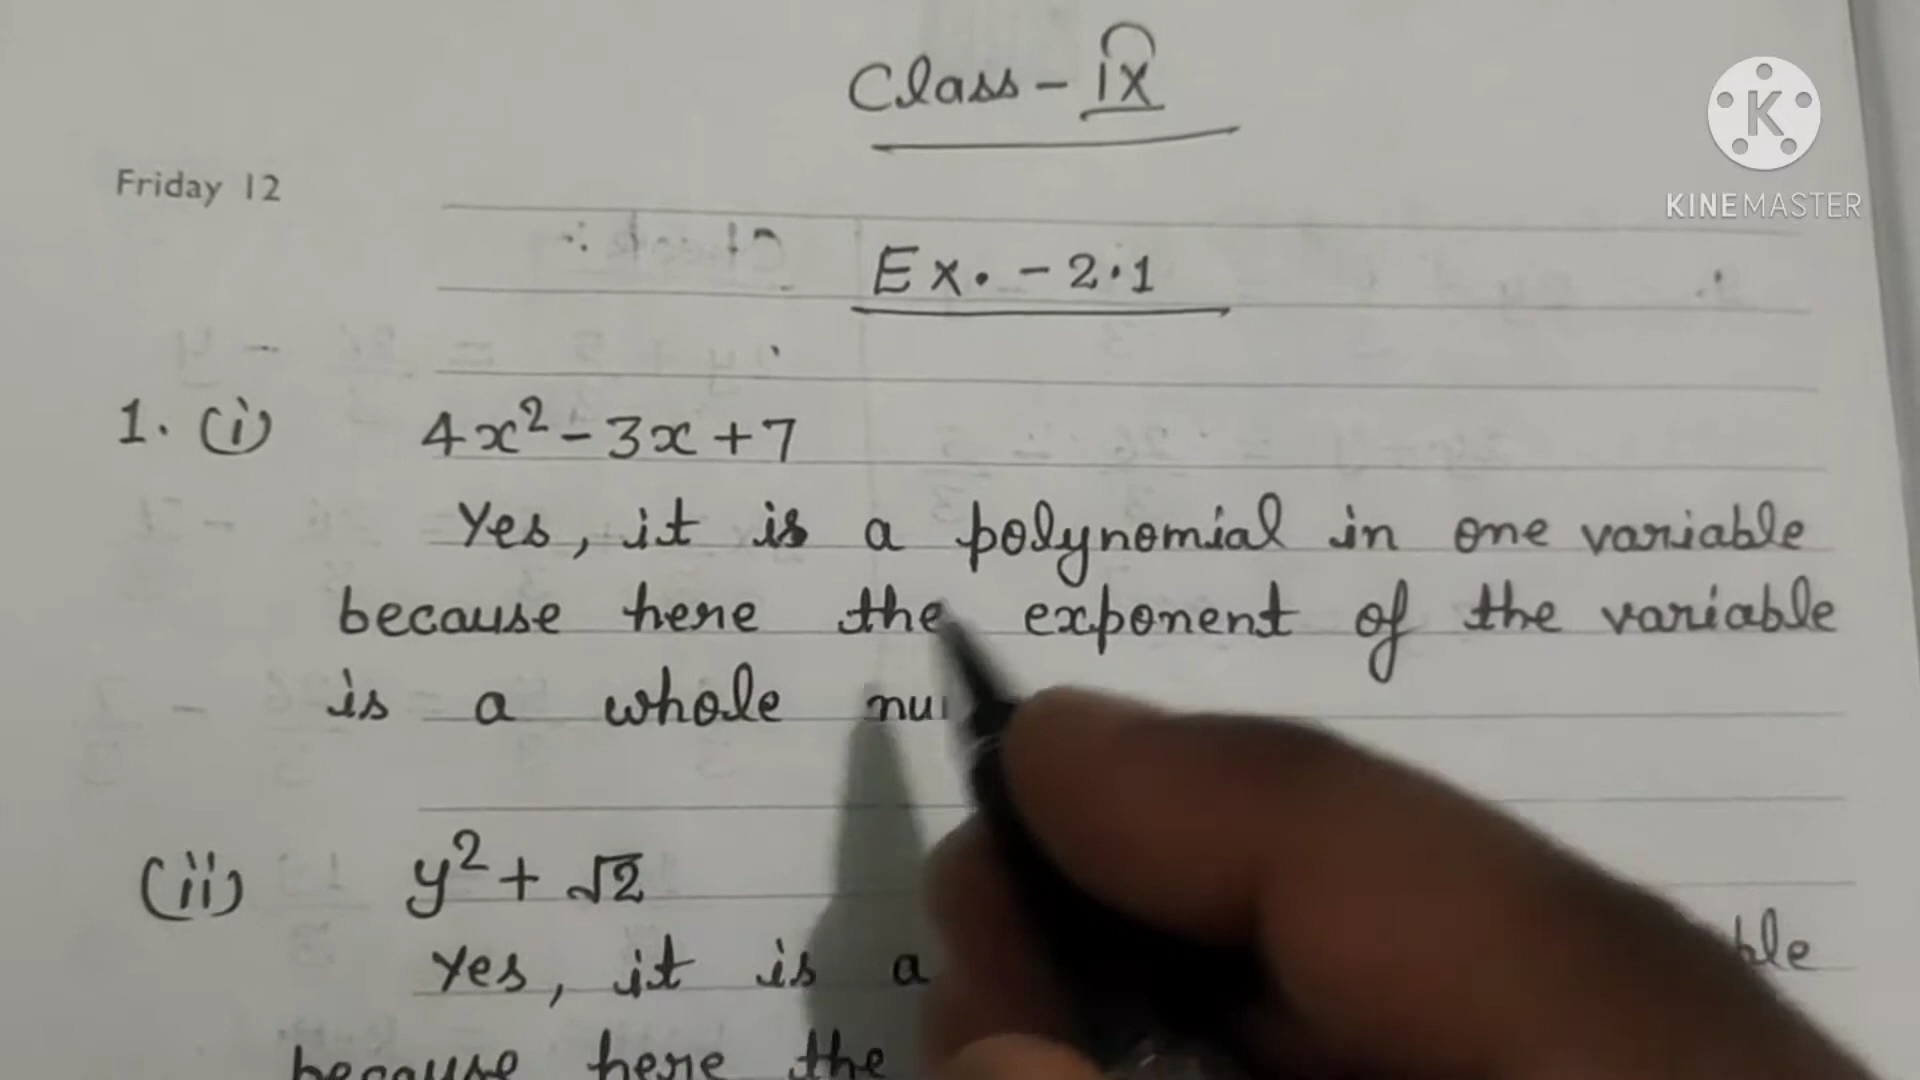 Class - IX
Friday 12
Ex. - 2.1
1. (i) 4x² - 3x + 7
Yes, it is a polynomial in one variable
because here the exponent of the variable
is a whole
(ii) y² + √2
Yes, it is a
because here the
K
KINEMASTER